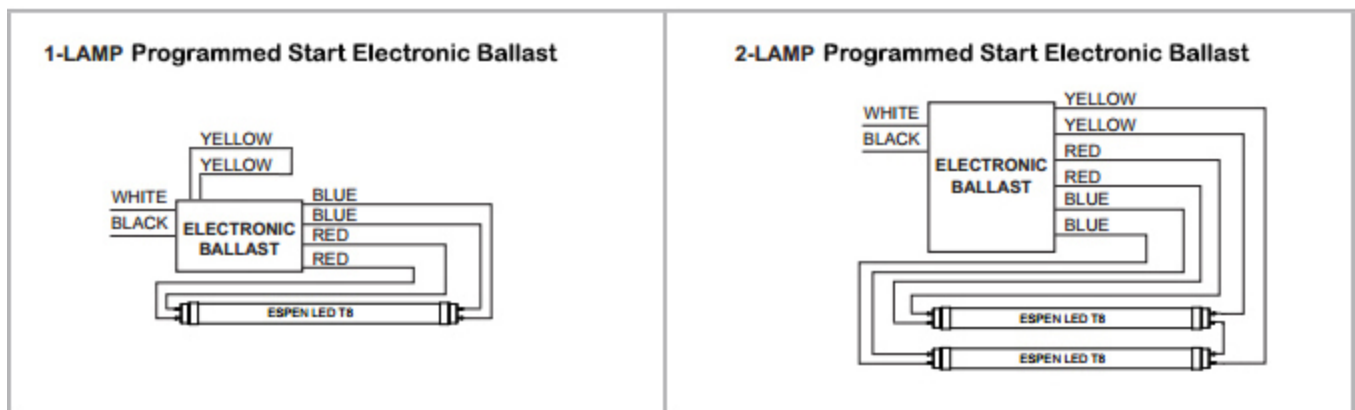 1-LAMP Programmed Start Electronic Ballast
YELLOW
YELLOW
WHITE
BLACK
ELECTRONIC
BALLAST
BLUE
BLUE
RED
RED
ESPEN LED T8
2-LAMP Programmed Start Electronic Ballast
WHITE
BLACK
ELECTRONIC
BALLAST
YELLOW
YELLOW
RED
RED
BLUE
BLUE
ESPEN LED T8
ESPEN LED T8